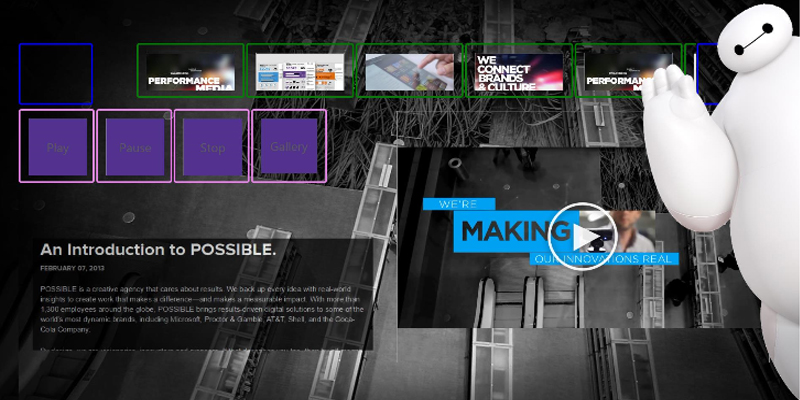 PERFORMANCE
MEDIA
WE
CONNECT
BRANDS
& CULTURE
PERFORMANCE
Play
Pause
Stop
Gallery
WE'RE
MAKING
OUR INNOVATIONS REAL
An Introduction to POSSIBLE.
FEBRUARY 07, 2013
POSSIBLE is a creative agency that cares about results. We back up every idea with real-world
insights to create work that makes a difference—and makes a measurable impact. With more than
1,300 employees around the globe, POSSIBLE brings results-driven digital solutions to some of the
world's most dynamic brands, including Microsoft, Procter & Gamble, AT&T, Shell, and the Coca-
Cola Company.